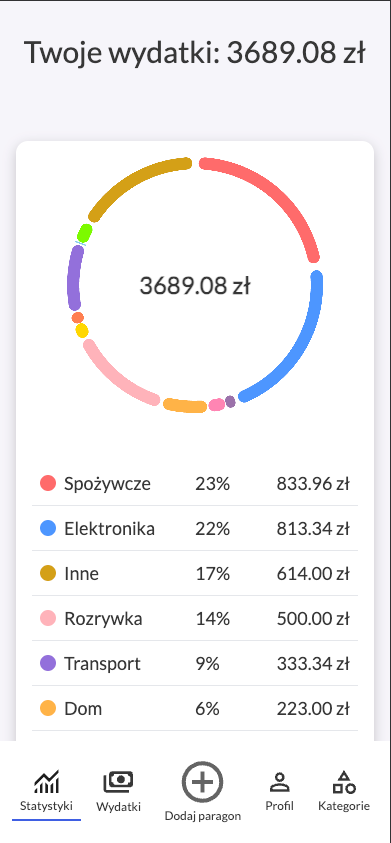 Twoje wydatki: 3689.08 zł
3689.08 zł
Spożywcze 23% 833.96 zł
Elektronika 22% 813.34 zł
Inne 17% 614.00 zł
Rozrywka 14% 500.00 zł
Transport 9% 333.34 zł
Dom 6% 223.00 zł
Statystyki Wydatki Dodaj paragon Profil Kategorie